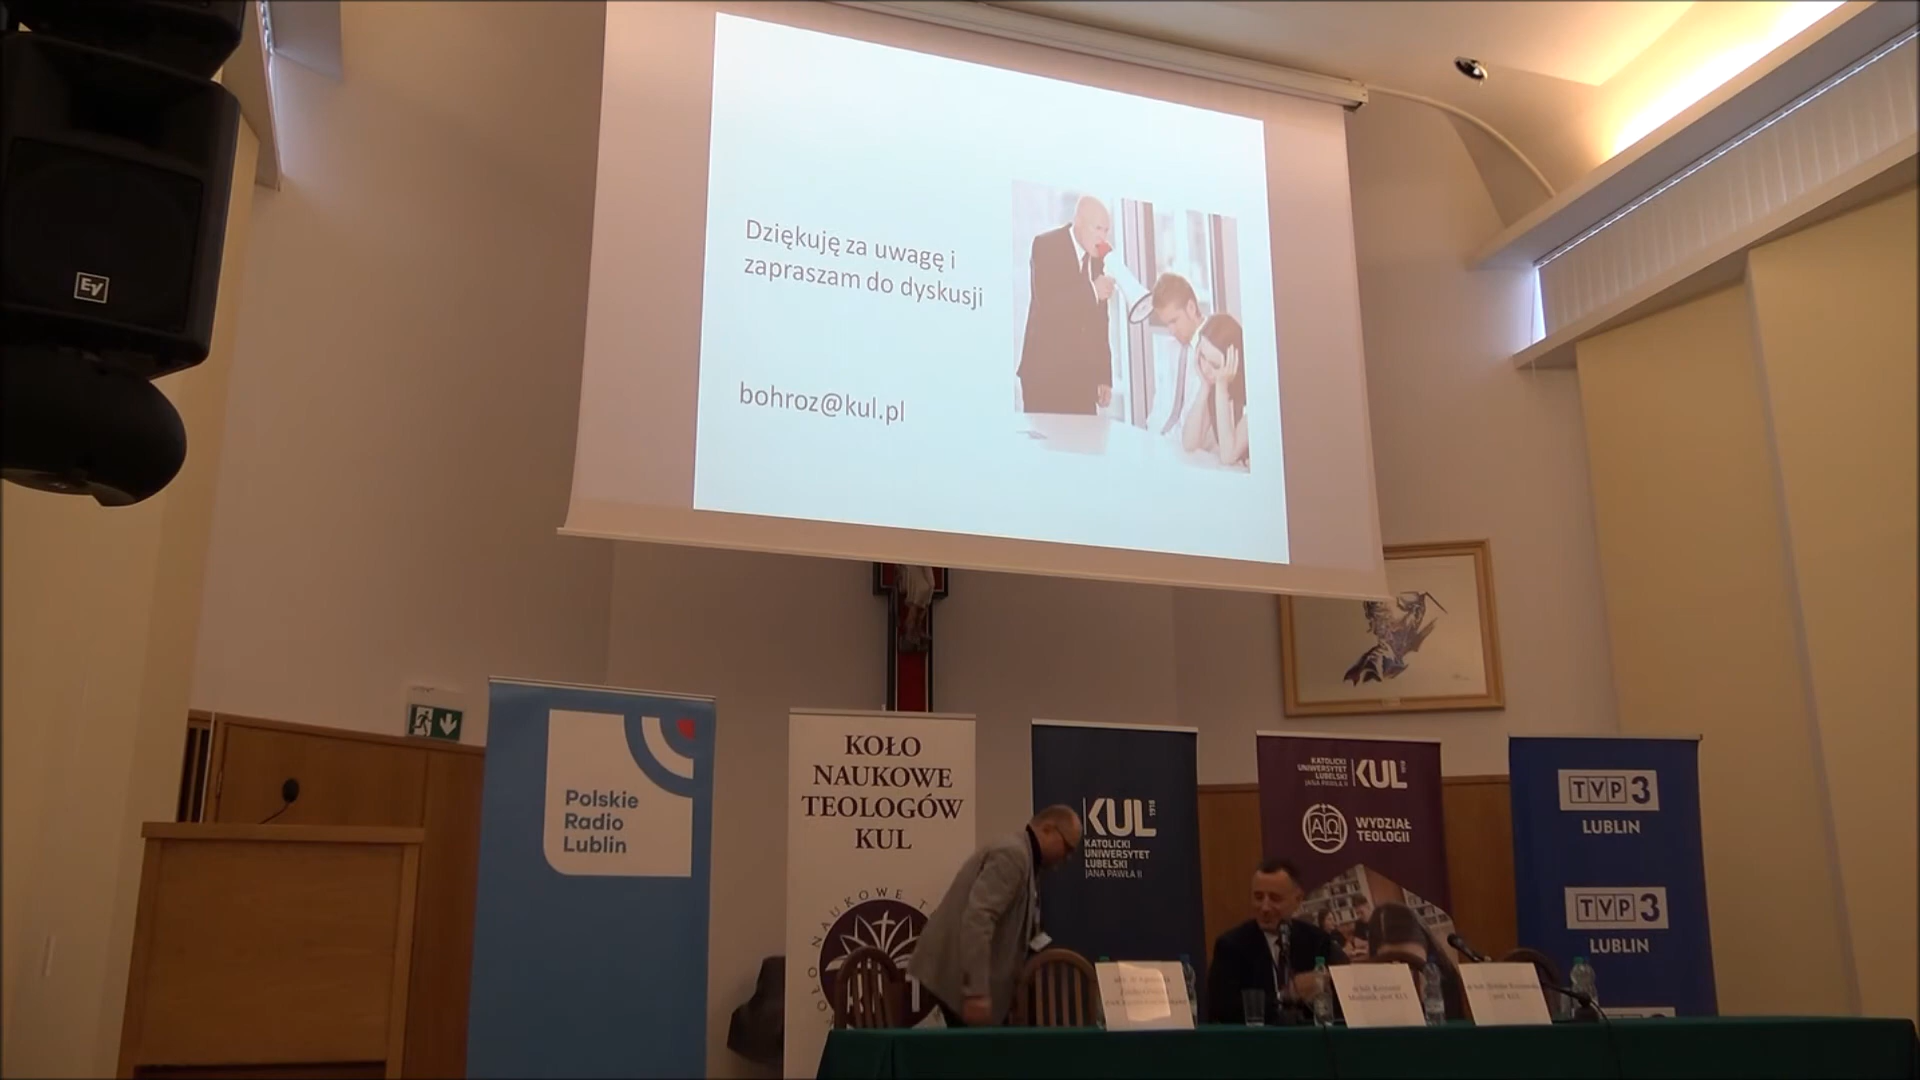 Dziękuję za uwagę i
zapraszam do dyskusji
bohroz@kul.pl
EV
Polskie
Radio
Lublin
KOŁO
NAUKOWE
TEOLOGÓW
KUL
KUL
1918
KATOLICKI
UNIWERSYTET
LUBELSKI
JANA PAWŁA II
KATOLICKI
UNIWERSYTET
LUBELSKI
JANA PAWŁA II
KUL
WYDZIAŁ
TEOLOGII
TVP3
LUBLIN
TVP3
LUBLIN